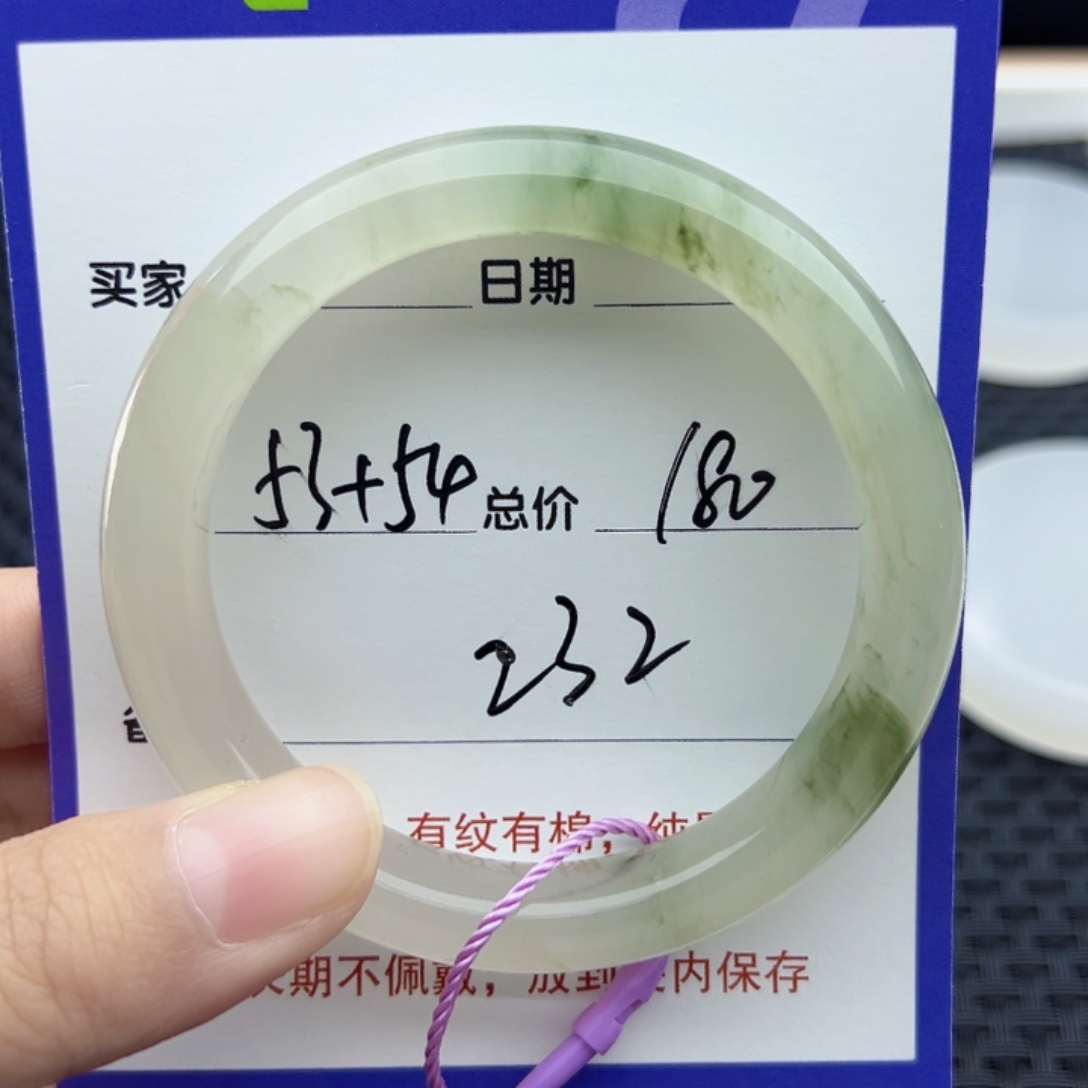 买家 日期
53+54 总价 180
232
有纹有棉，
期不佩戴，放到 内保存